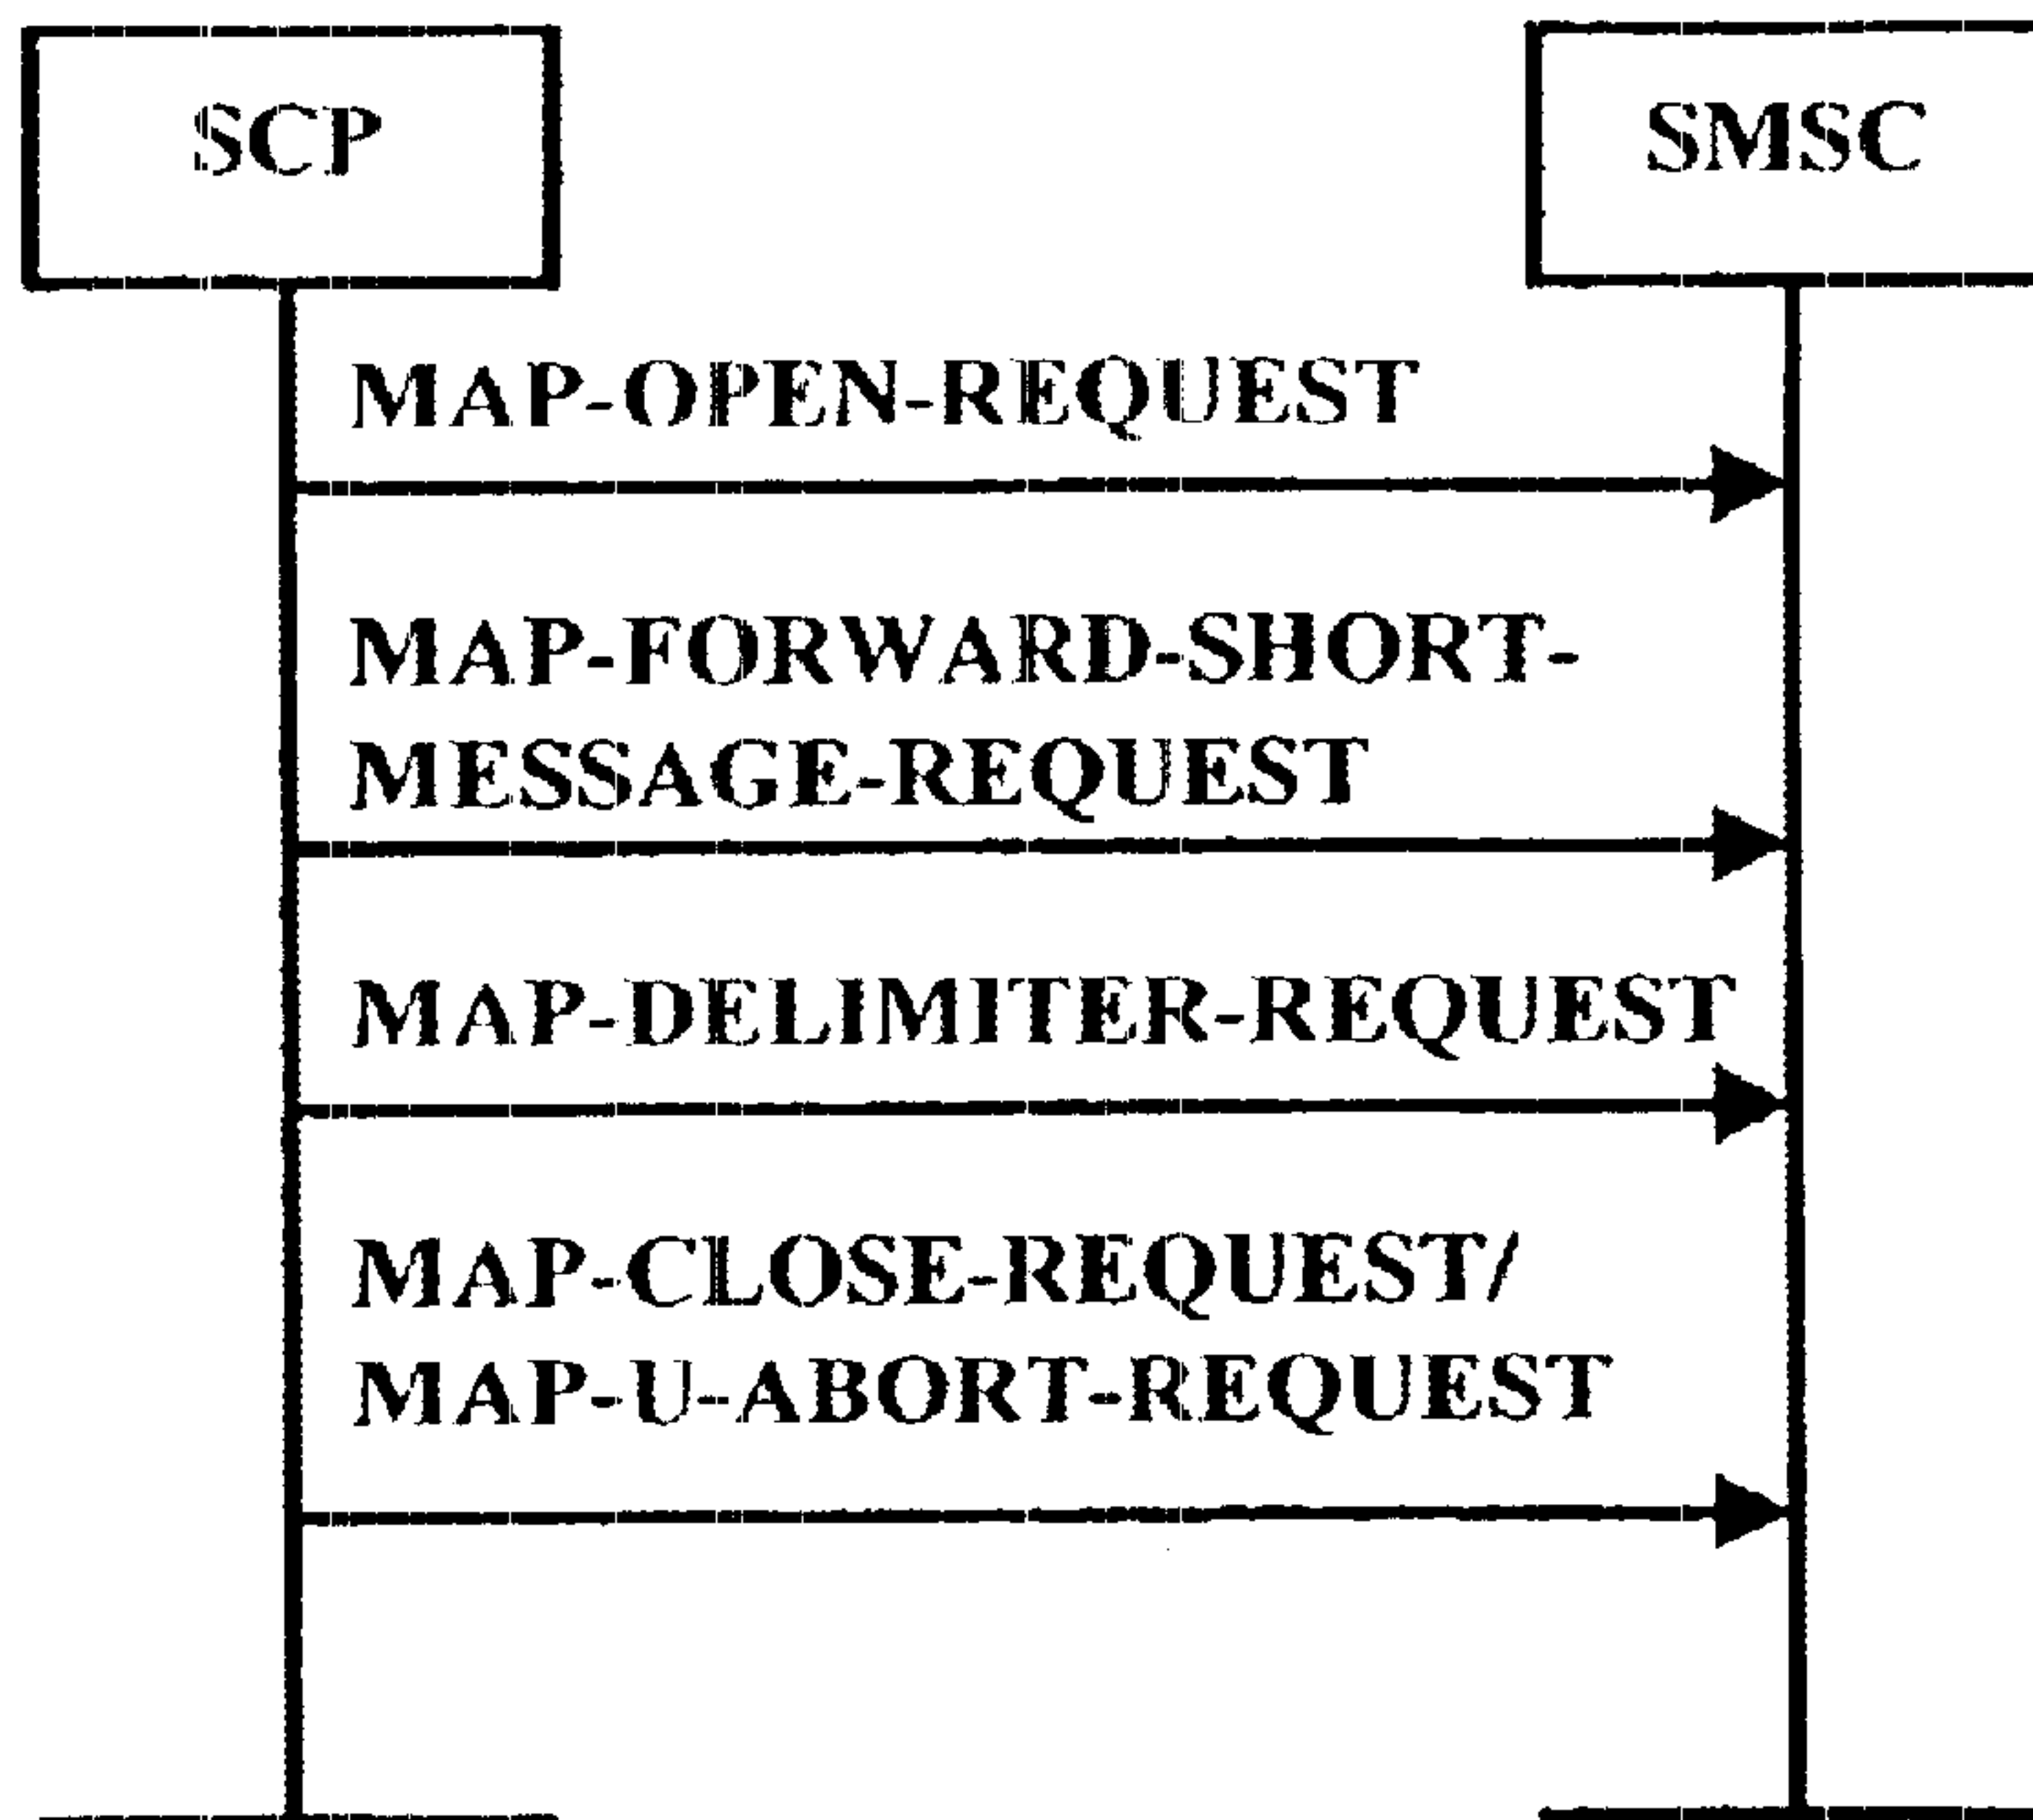 SCP
SMSC
MAP-OPEN-REQUEST
MAP-FORWARD-SHORT-
MESSAGE-REQUEST
MAP-DELIMITER-REQUEST
MAP-CLOSE-REQUEST/
MAP-U-ABORT-REQUEST